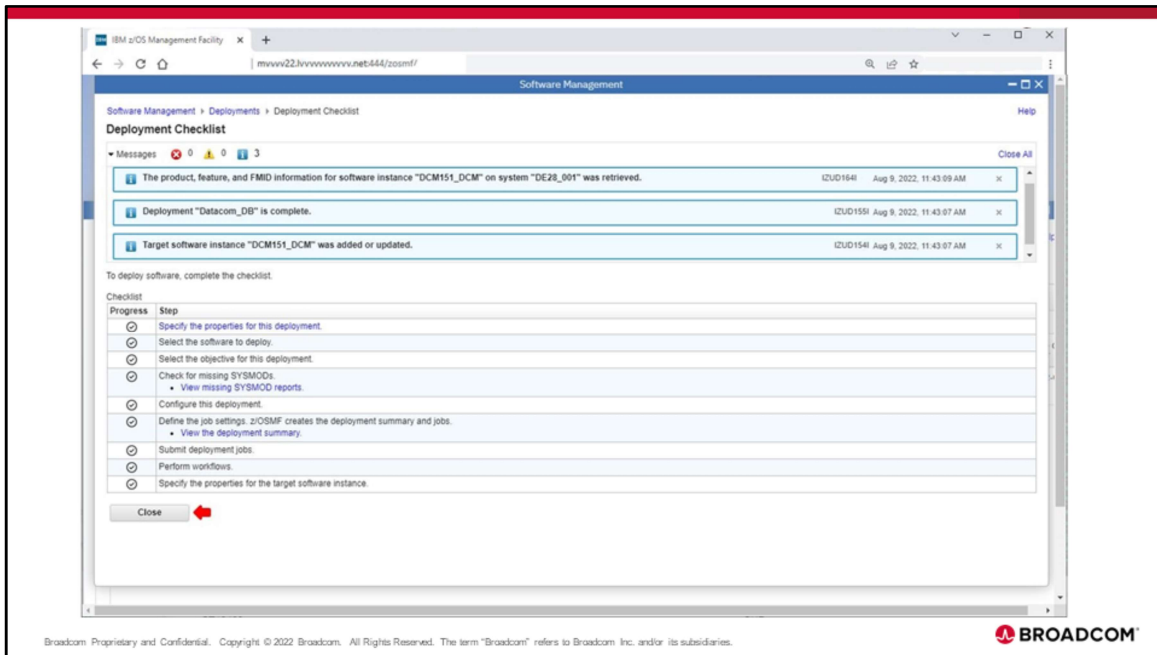 IBM z/OS Management Facility
mvvvv22.lvvvvvvvvvv.net:444/zosmf/
Software Management
Software Management Deployments Deployment Checklist Help
Deployment Checklist
Messages 0 0 3 Close All
The product, feature, and FMID information for software instance "DCM151_DCM" on system "DE28_001" was retrieved. IZUD164I Aug 9, 2022, 11:43:09 AM
Deployment "Datacom_DB" is complete. IZUD155I Aug 9, 2022, 11:43:07 AM
Target software instance "DCM151_DCM" was added or updated. IZUD154I Aug 9, 2022, 11:43:07 AM
To deploy software, complete the checklist.
Checklist
Progress Step
Specify the properties for this deployment.
Select the software to deploy.
Select the objective for this deployment.
Check for missing SYSMODs.
• View missing SYSMOD reports.
Configure this deployment.
Define the job settings. z/OSMF creates the deployment summary and jobs.
• View the deployment summary.
Submit deployment jobs.
Perform workflows.
Specify the properties for the target software instance.
Close
Broadcom Proprietary and Confidential. Copyright © 2022 Broadcom. All Rights Reserved. The term "Broadcom" refers to Broadcom Inc. and/or its subsidiaries.
BROADCOM